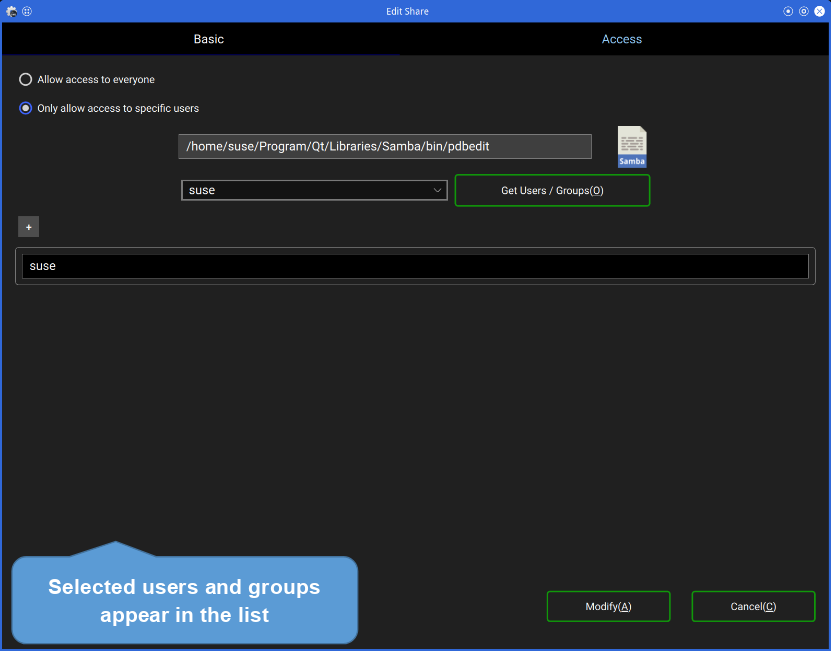 Edit Share
Basic
Access
Allow access to everyone
Only allow access to specific users
/home/suse/Program/Qt/Libraries/Samba/bin/pdbedit
Samba
suse
Get Users / Groups(O)
+
suse
Selected users and groups
appear in the list
Modify(A)
Cancel(C)